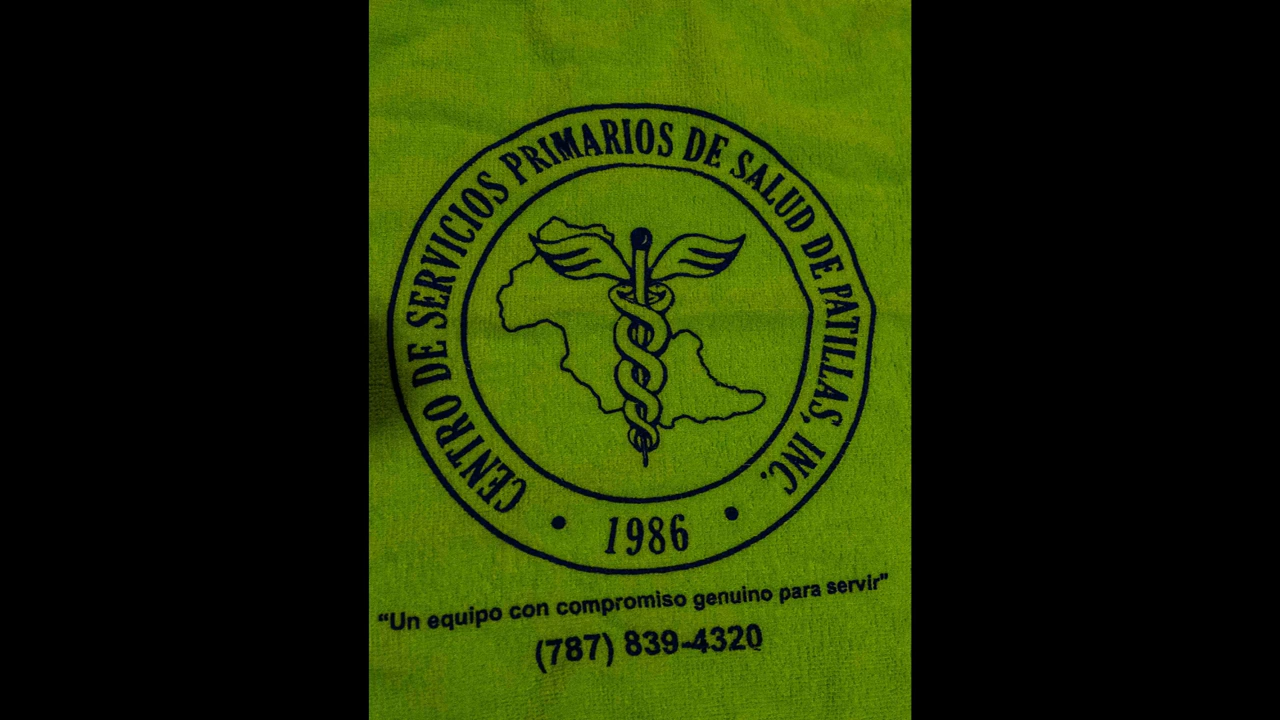 CENTRO DE SERVICIOS PRIMARIOS DE SALUD DE PATILLAS, INC.
• 1986 •
“Un equipo con compromiso genuino para servir”
(787) 839-4320